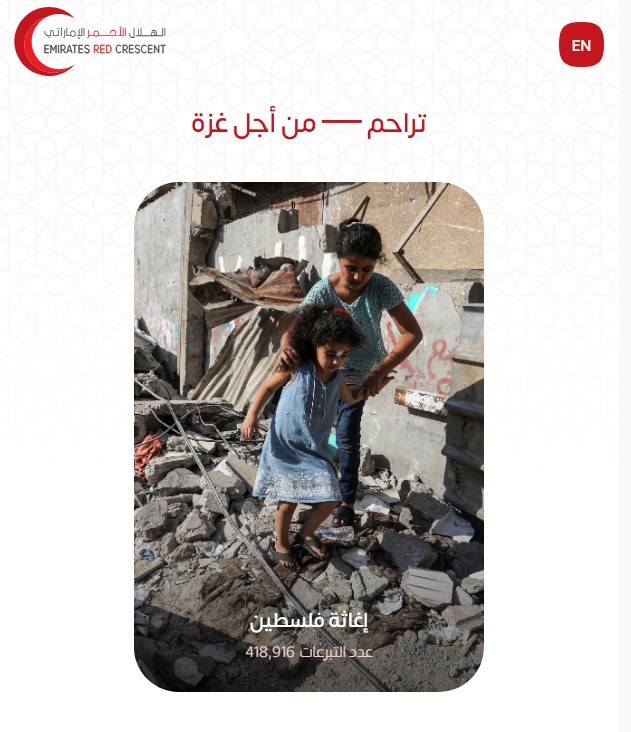 الهلال الأحمر الإماراتي
EMIRATES RED CRESCENT
EN
تراحم — من أجل غزة
إغاثة فلسطين
عدد التبرعات 418,916